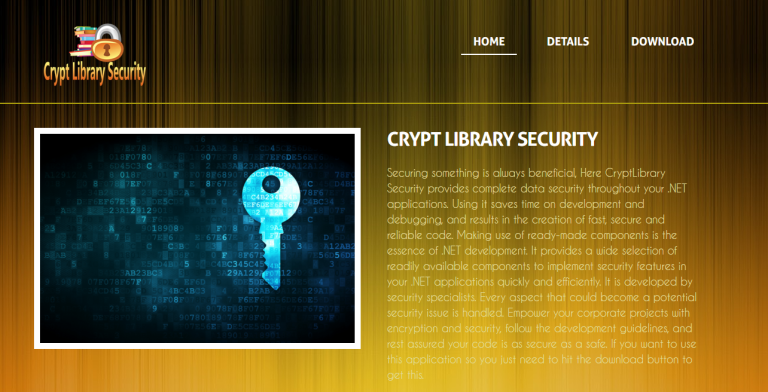 Crypt Library Security
HOME DETAILS DOWNLOAD
CRYPT LIBRARY SECURITY
Securing something is always beneficial, Here CryptLibrary
Security provides complete data security throughout your .NET
applications. Using it saves time on development and
debugging, and results in the creation of fast, secure and
reliable code. Making use of ready-made components is the
essence of .NET development. It provides a wide selection of
readily available components to implement security features in
your .NET applications quickly and efficiently. It is developed by
security specialists. Every aspect that could become a potential
security issue is handled. Empower your corporate projects with
encryption and security, follow the development guidelines, and
rest assured your code is as secure as a safe. If you want to use
this application so you just need to hit the download button to
get this.